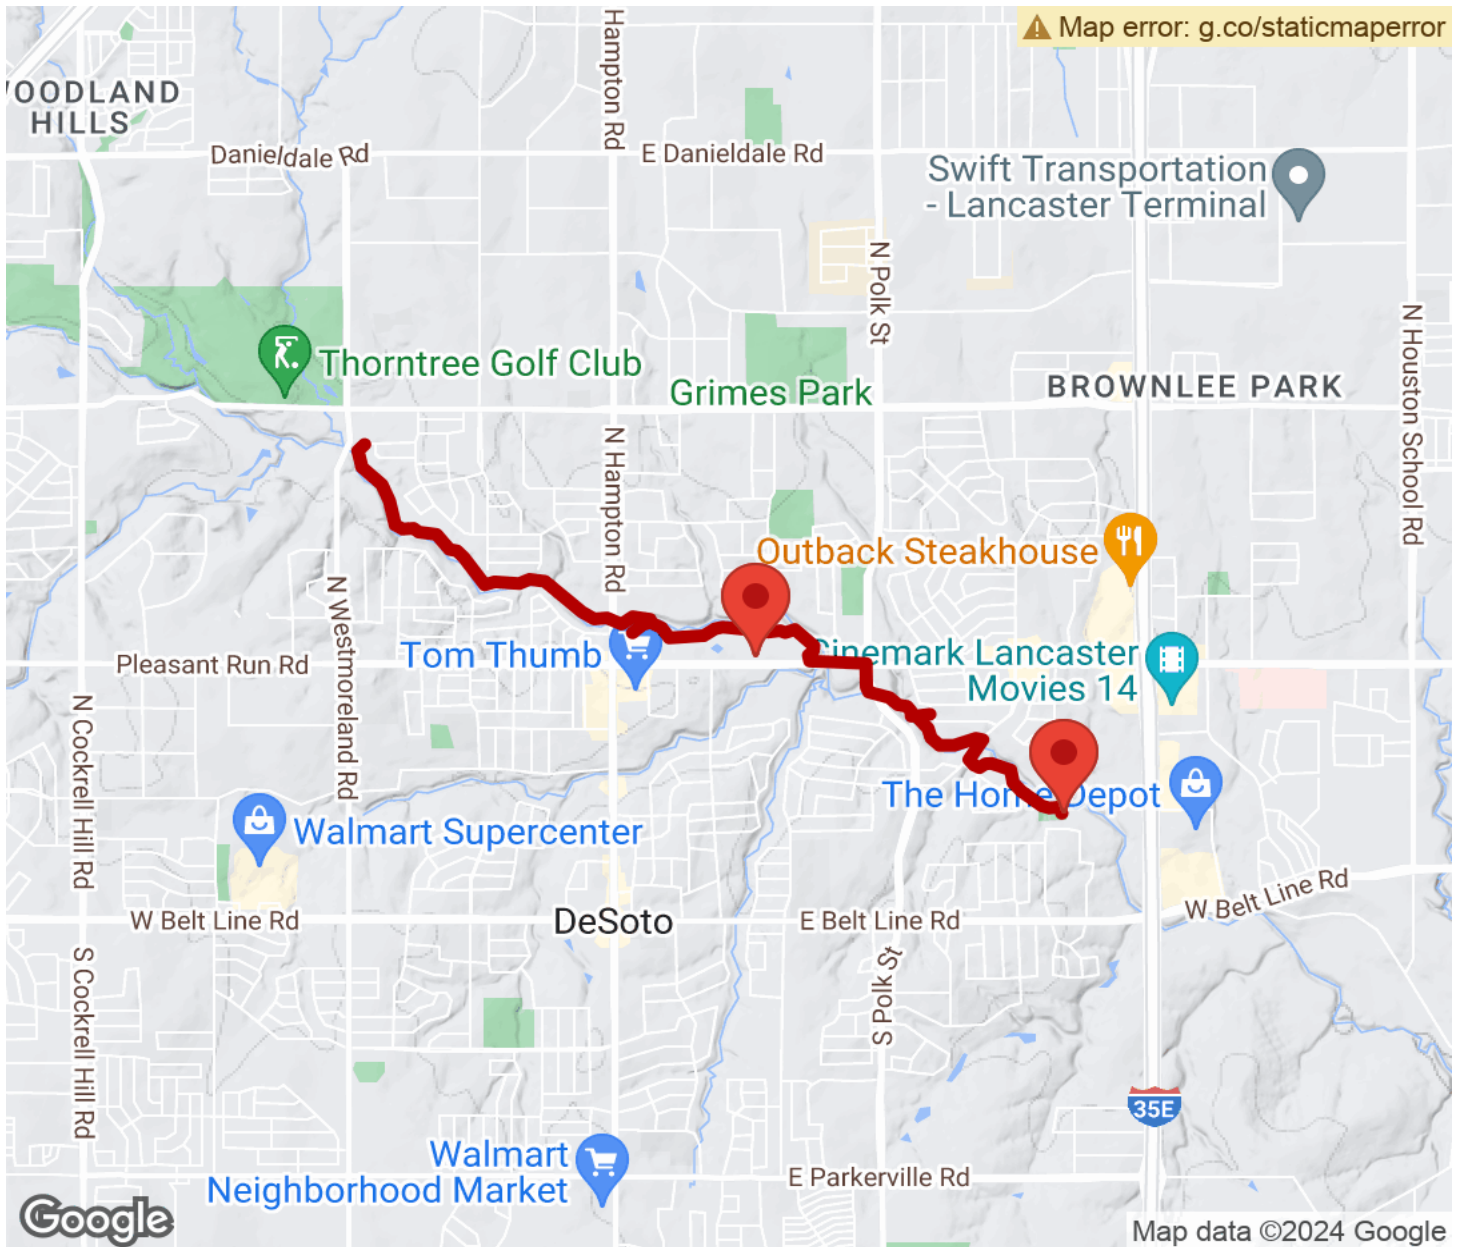 Map error: g.co/staticmaperror
OODLAND
HILLS
Hampton Rd
Danieldale Rd
E Danieldale Rd
Swift Transportation
- Lancaster Terminal
N Polk St
N Houston School Rd
Thorntree Golf Club
Grimes Park
BROWNLEE PARK
N Hampton Rd
Outback Steakhouse
N Westmoreland Rd
Tom Thumb
Pleasant Run Rd
Cinemark Lancaster
Movies 14
N Cockrell Hill Rd
The Home Depot
Walmart Supercenter
W Belt Line Rd
DeSoto
E Belt Line Rd
W Belt Line Rd
S Cockrell Hill Rd
S Polk St
35E
Walmart
Neighborhood Market
E Parkerville Rd
Google
Map data ©2024 Google